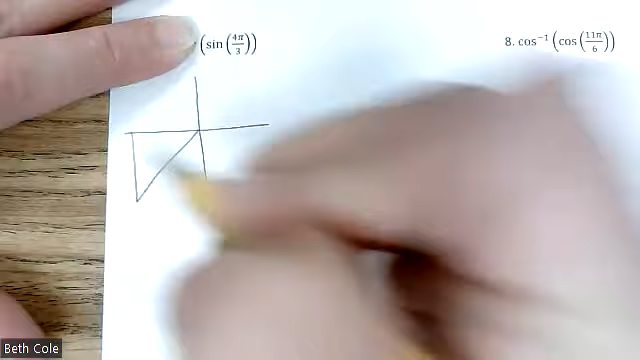 (sin (4π/3))
8. cos⁻¹ (cos (11π/6))
Beth Cole